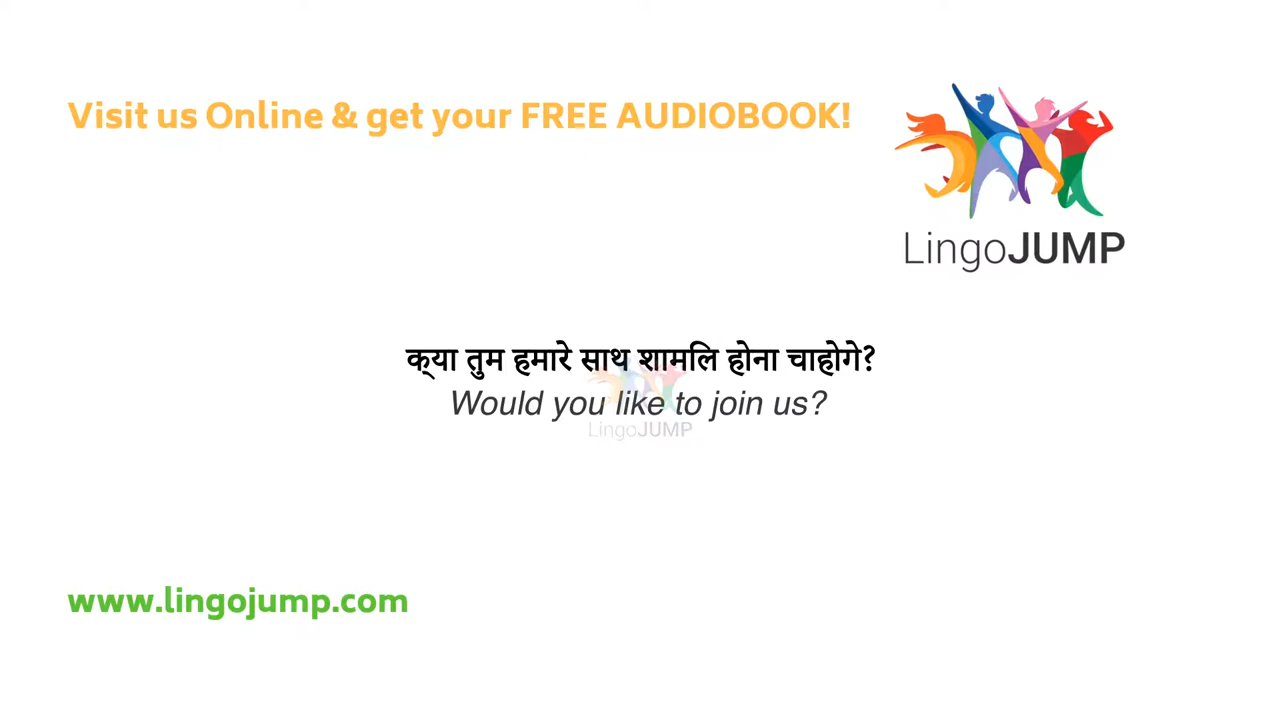 Visit us Online & get your FREE AUDIOBOOK!
LingoJUMP
क्या तुम हमारे साथ शामिल होना चाहोगे?
Would you like to join us?
LingoJUMP
www.lingojump.com